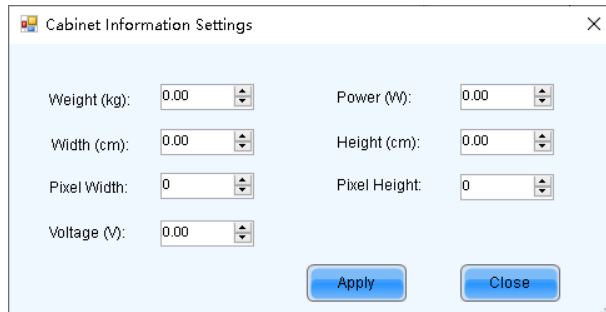 Cabinet Information Settings
Weight (kg): 0.00 Power (W): 0.00
Width (cm): 0.00 Height (cm): 0.00
Pixel Width: 0 Pixel Height: 0
Voltage (V): 0.00
Apply Close